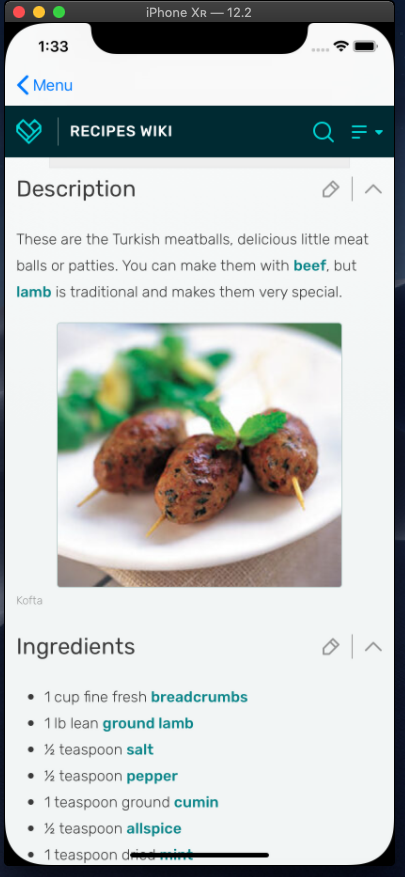 iPhone Xʀ — 12.2
1:33
Menu
RECIPES WIKI
Description
These are the Turkish meatballs, delicious little meat
balls or patties. You can make them with beef, but
lamb is traditional and makes them very special.
Kofta
Ingredients
• 1 cup fine fresh breadcrumbs
• 1 lb lean ground lamb
• ½ teaspoon salt
• ½ teaspoon pepper
• 1 teaspoon ground cumin
• ½ teaspoon allspice
• 1 teaspoon dried mint